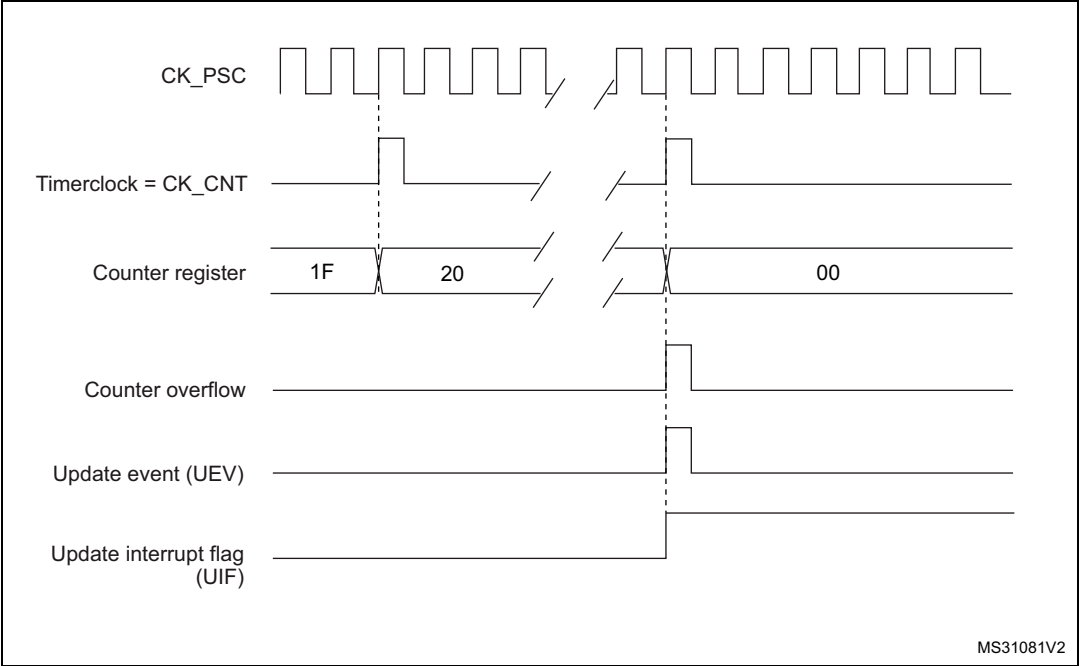 CK_PSC
Timerclock = CK_CNT
Counter register
1F
20
00
Counter overflow
Update event (UEV)
Update interrupt flag
(UIF)
MS31081V2